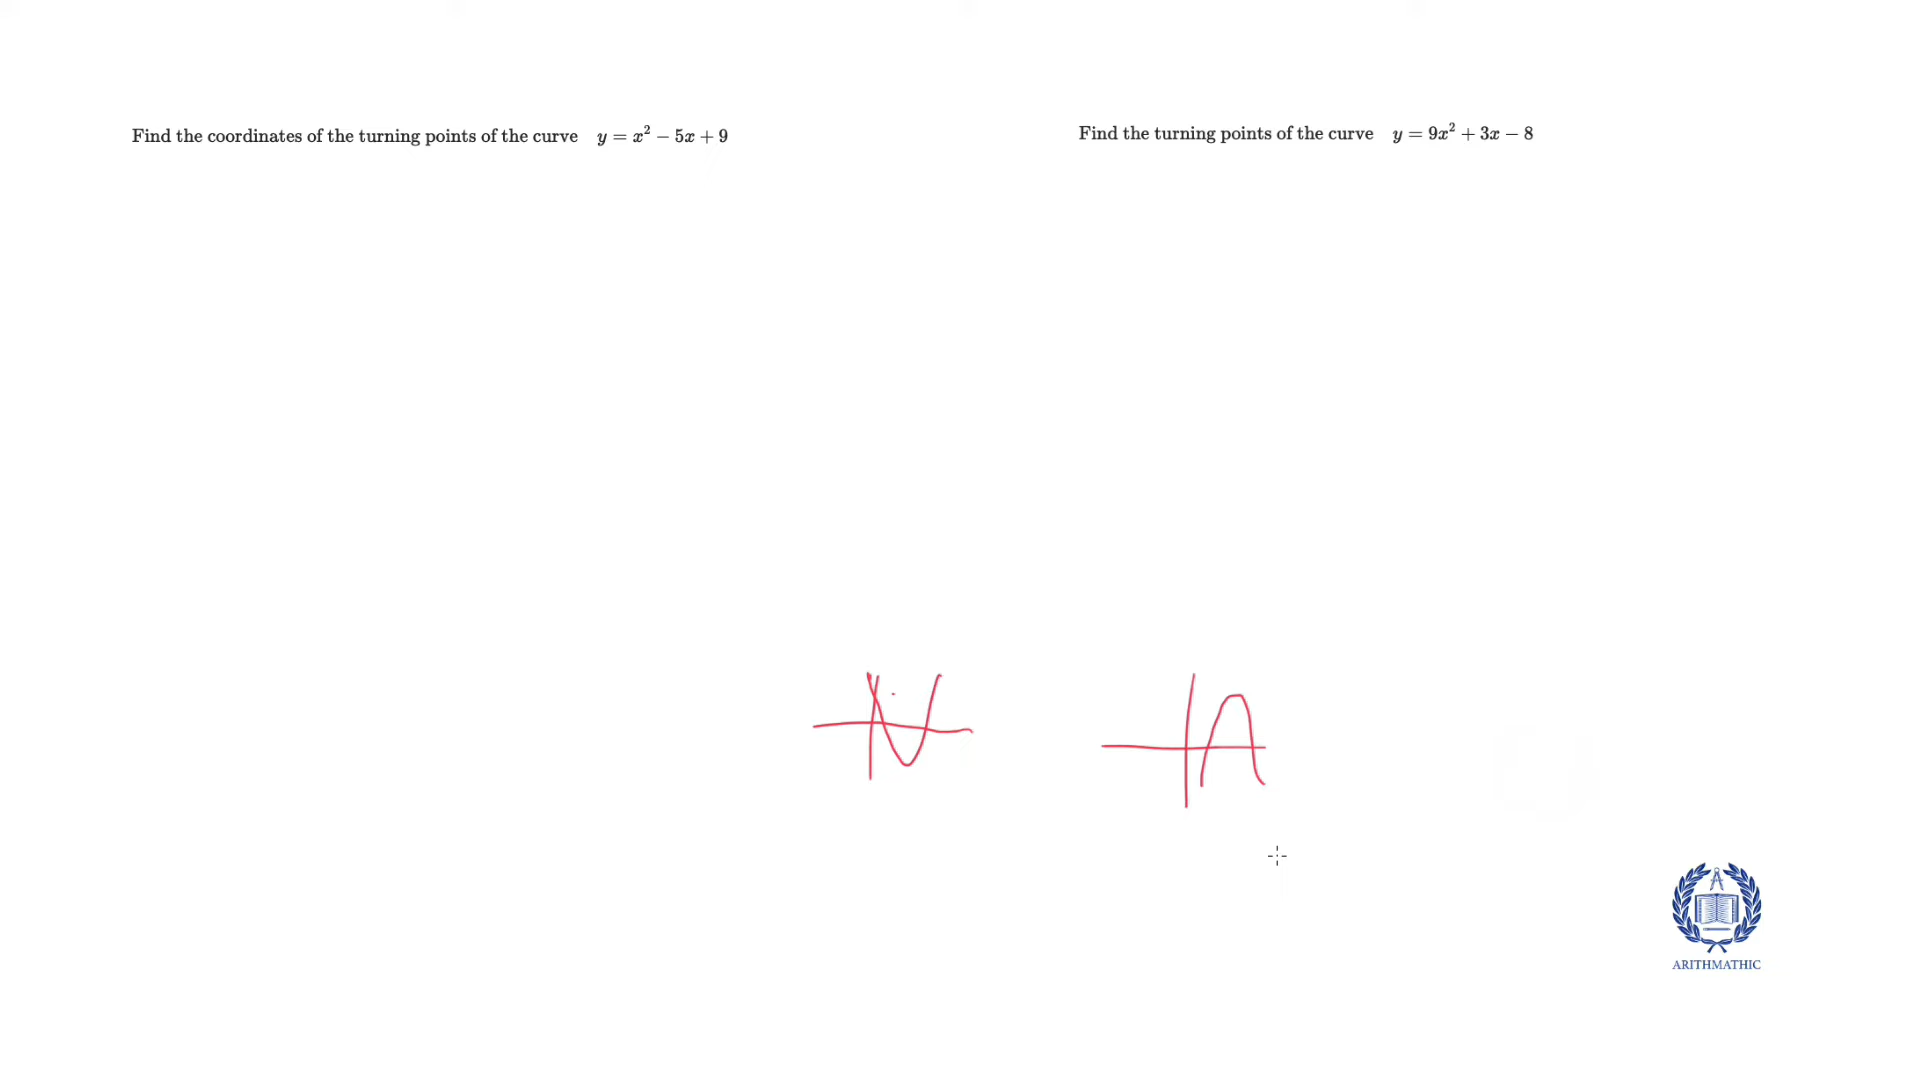 Find the coordinates of the turning points of the curve y = x² − 5x + 9
Find the turning points of the curve y = 9x² + 3x − 8
ARITHMATHIC